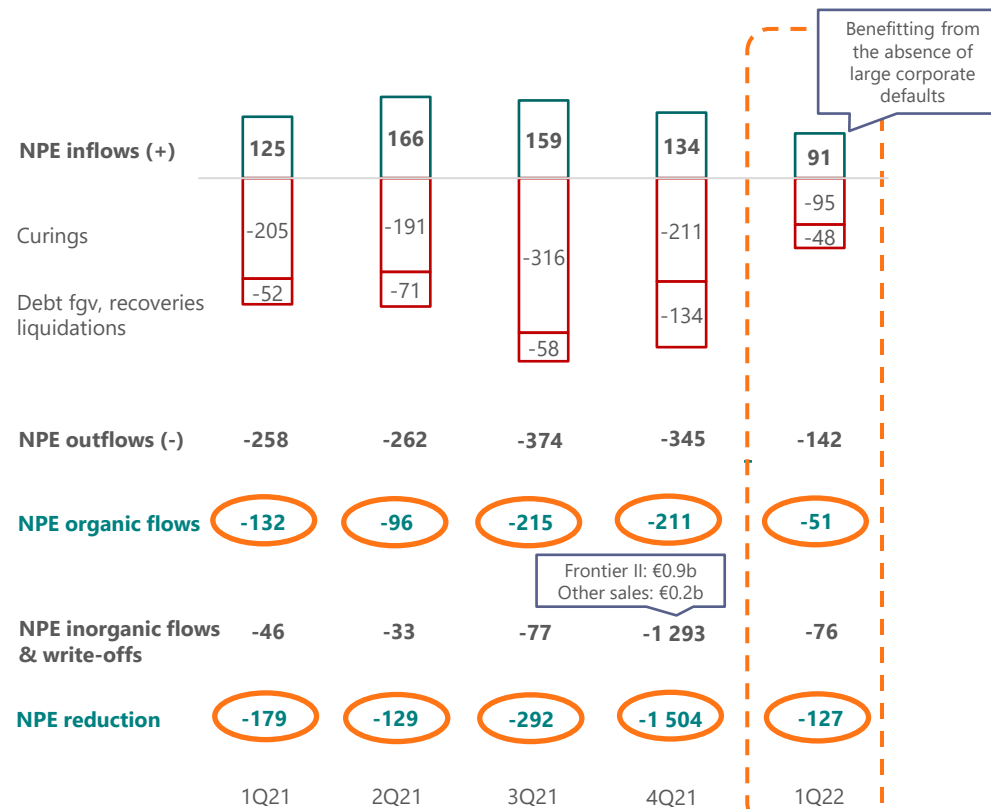 Benefitting from
the absence of
large corporate
defaults
NPE inflows (+)
125
166
159
134
91
Curings
-205
-191
-316
-211
-95
Debt fgv, recoveries
liquidations
-52
-71
-58
-134
-48
NPE outflows (-)
-258
-262
-374
-345
-142
NPE organic flows
-132
-96
-215
-211
-51
Frontier II: €0.9b
Other sales: €0.2b
NPE inorganic flows
& write-offs
-46
-33
-77
-1 293
-76
NPE reduction
-179
-129
-292
-1 504
-127
1Q21
2Q21
3Q21
4Q21
1Q22